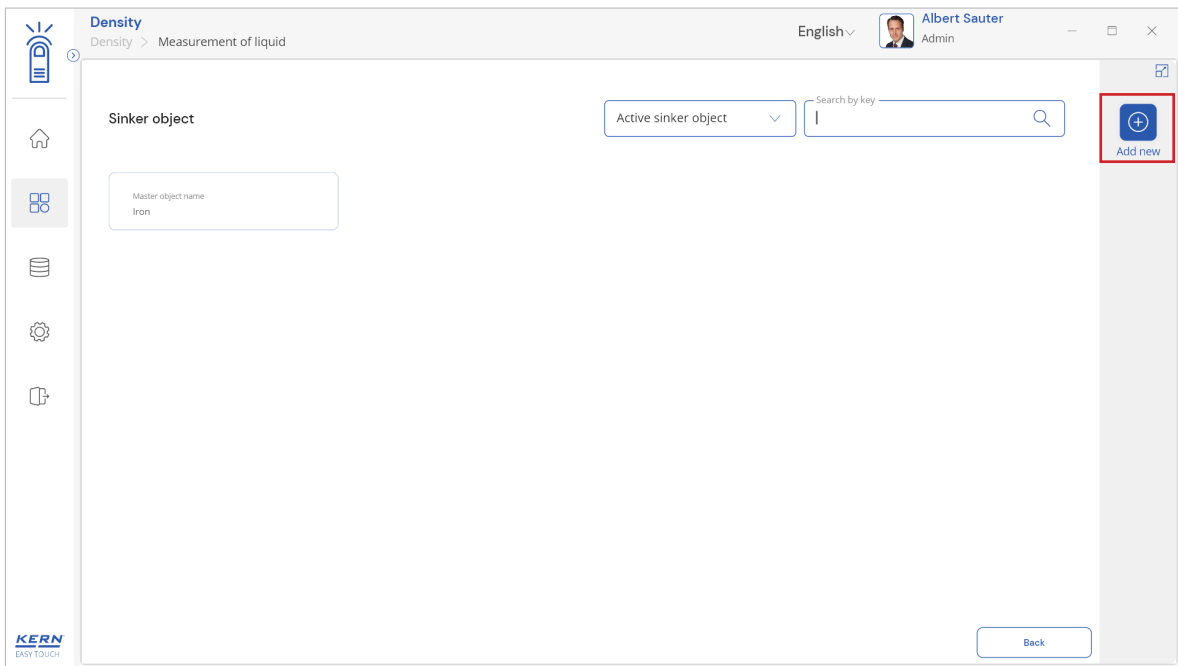 Density
Density > Measurement of liquid
English
Albert Sauter
Admin
Sinker object
Active sinker object
Search by key
Add new
Master object name
Iron
Back
KERN
EASY TOUCH